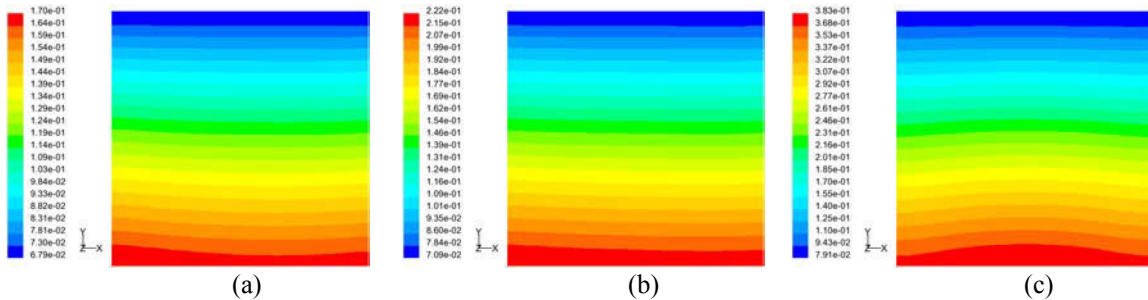 1.70e-01
1.64e-01
1.59e-01
1.54e-01
1.49e-01
1.44e-01
1.39e-01
1.34e-01
1.29e-01
1.24e-01
1.19e-01
1.14e-01
1.09e-01
1.03e-01
9.84e-02
9.33e-02
8.82e-02
8.31e-02
7.81e-02
7.30e-02
6.79e-02
Y
Z X
(a)
2.22e-01
2.15e-01
2.07e-01
1.99e-01
1.92e-01
1.84e-01
1.77e-01
1.69e-01
1.62e-01
1.54e-01
1.46e-01
1.39e-01
1.31e-01
1.24e-01
1.16e-01
1.09e-01
1.01e-01
9.35e-02
8.60e-02
7.84e-02
7.09e-02
Y
Z X
(b)
3.83e-01
3.68e-01
3.53e-01
3.37e-01
3.22e-01
3.07e-01
2.92e-01
2.77e-01
2.61e-01
2.46e-01
2.31e-01
2.16e-01
2.01e-01
1.85e-01
1.70e-01
1.55e-01
1.40e-01
1.25e-01
1.10e-01
9.43e-02
7.91e-02
Y
Z X
(c)